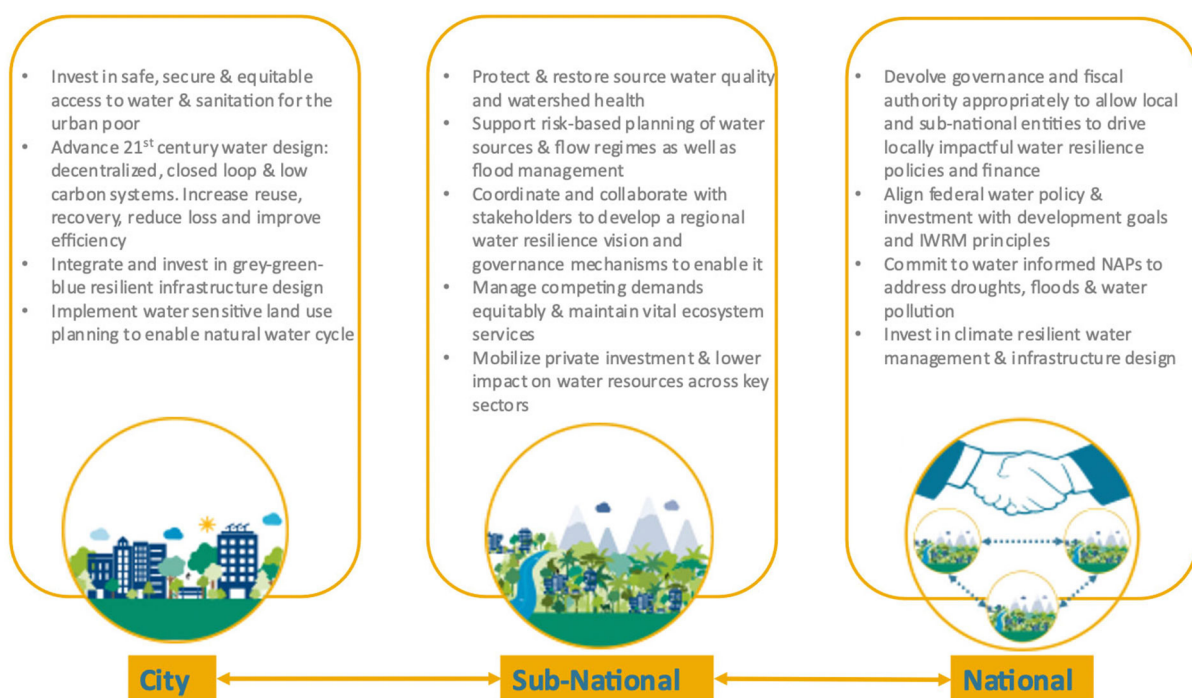 • Invest in safe, secure & equitable
access to water & sanitation for the
urban poor
• Advance 21st century water design:
decentralized, closed loop & low
carbon systems. Increase reuse,
recovery, reduce loss and improve
efficiency
• Integrate and invest in grey-green-
blue resilient infrastructure design
• Implement water sensitive land use
planning to enable natural water cycle
• Protect & restore source water quality
and watershed health
• Support risk-based planning of water
sources & flow regimes as well as
flood management
• Coordinate and collaborate with
stakeholders to develop a regional
water resilience vision and
governance mechanisms to enable it
• Manage competing demands
equitably & maintain vital ecosystem
services
• Mobilize private investment & lower
impact on water resources across key
sectors
• Devolve governance and fiscal
authority appropriately to allow local
and sub-national entities to drive
locally impactful water resilience
policies and finance
• Align federal water policy &
investment with development goals
and IWRM principles
• Commit to water informed NAPs to
address droughts, floods & water
pollution
• Invest in climate resilient water
management & infrastructure design
City
Sub-National
National